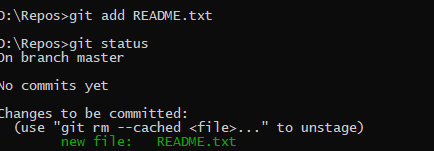 D:\Repos>git add README.txt
D:\Repos>git status
On branch master
No commits yet
Changes to be committed:
(use "git rm --cached <file>..." to unstage)
new file: README.txt